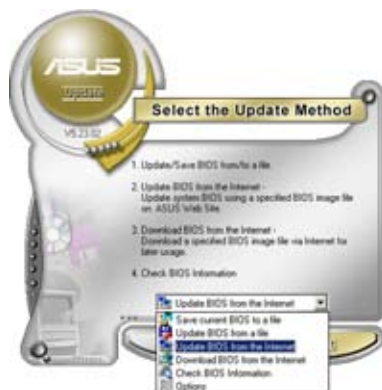 ASUS
Update
V5.23.02
Select the Update Method
1. Update/Save BIOS from/to a file.
2. Update BIOS from the Internet -
Update system BIOS using a specified BIOS image file
on ASUS Web Site.
3. Download BIOS from the Internet -
Download a specified BIOS image file via Internet for
later usage.
4. Check BIOS Information
Update BIOS from the Internet
Save current BIOS to a file
Update BIOS from a file
Update BIOS from the Internet
Download BIOS from the Internet
Check BIOS Information
Options